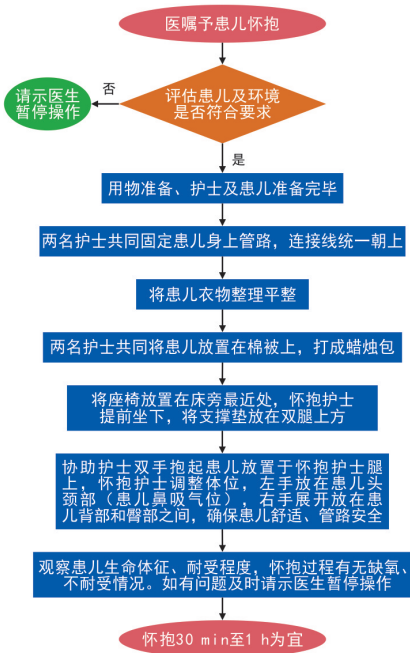 医嘱予患儿怀抱
评估患儿及环境
是否符合要求
否
请示医生
暂停操作
是
用物准备、护士及患儿准备完毕
两名护士共同固定患儿身上管路，连接线统一朝上
将患儿衣物整理平整
两名护士共同将患儿放置在棉被上，打成蜡烛包
将座椅放置在床旁最近处，怀抱护士
提前坐下，将支撑垫放在双腿上方
协助护士双手抱起患儿放置于怀抱护士腿
上，怀抱护士调整体位，左手放在患儿头
颈部（患儿鼻吸气位），右手展开放在患
儿背部和臀部之间，确保患儿舒适、管路安全
观察患儿生命体征、耐受程度，怀抱过程有无缺氧、
不耐受情况。如有问题及时请示医生暂停操作
怀抱30 min至1 h为宜